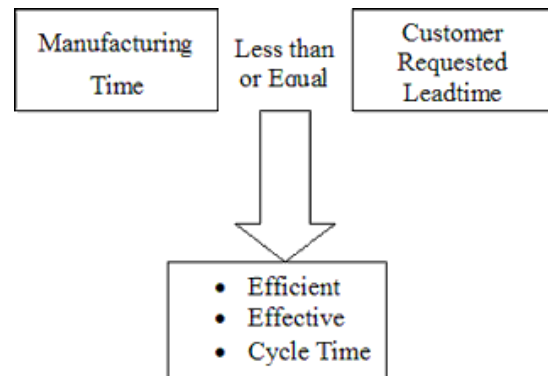 Manufacturing
Time
Less than
or Equal
Customer
Requested
Leadtime
• Efficient
• Effective
• Cycle Time